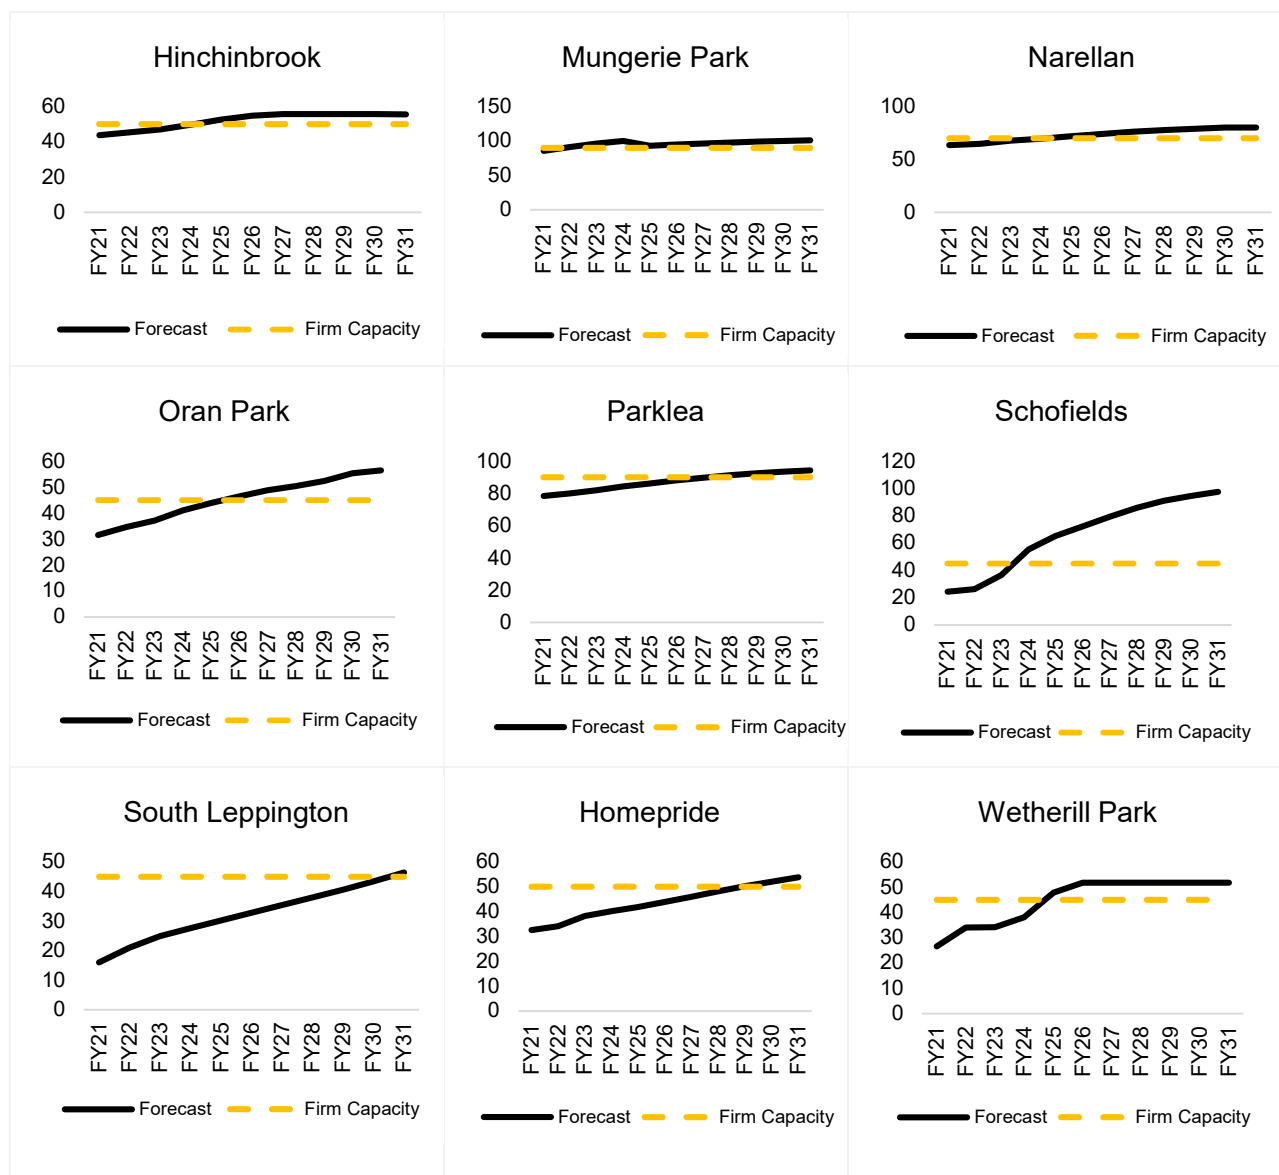 Hinchinbrook
60
40
20
0
FY21
FY22
FY23
FY24
FY25
FY26
FY27
FY28
FY29
FY30
FY31
Forecast Firm Capacity
Mungerie Park
150
100
50
0
FY21
FY22
FY23
FY24
FY25
FY26
FY27
FY28
FY29
FY30
FY31
Forecast Firm Capacity
Narellan
100
50
0
FY21
FY22
FY23
FY24
FY25
FY26
FY27
FY28
FY29
FY30
FY31
Forecast Firm Capacity
Oran Park
60
50
40
30
20
10
0
FY21
FY22
FY23
FY24
FY25
FY26
FY27
FY28
FY29
FY30
FY31
Forecast Firm Capacity
Parklea
100
80
60
40
20
0
FY21
FY22
FY23
FY24
FY25
FY26
FY27
FY28
FY29
FY30
FY31
Forecast Firm Capacity
Schofields
120
100
80
60
40
20
0
FY21
FY22
FY23
FY24
FY25
FY26
FY27
FY28
FY29
FY30
FY31
Forecast Firm Capacity
South Leppington
50
40
30
20
10
0
FY21
FY22
FY23
FY24
FY25
FY26
FY27
FY28
FY29
FY30
FY31
Forecast Firm Capacity
Homepride
60
50
40
30
20
10
0
FY21
FY22
FY23
FY24
FY25
FY26
FY27
FY28
FY29
FY30
FY31
Forecast Firm Capacity
Wetherill Park
60
50
40
30
20
10
0
FY21
FY22
FY23
FY24
FY25
FY26
FY27
FY28
FY29
FY30
FY31
Forecast Firm Capacity